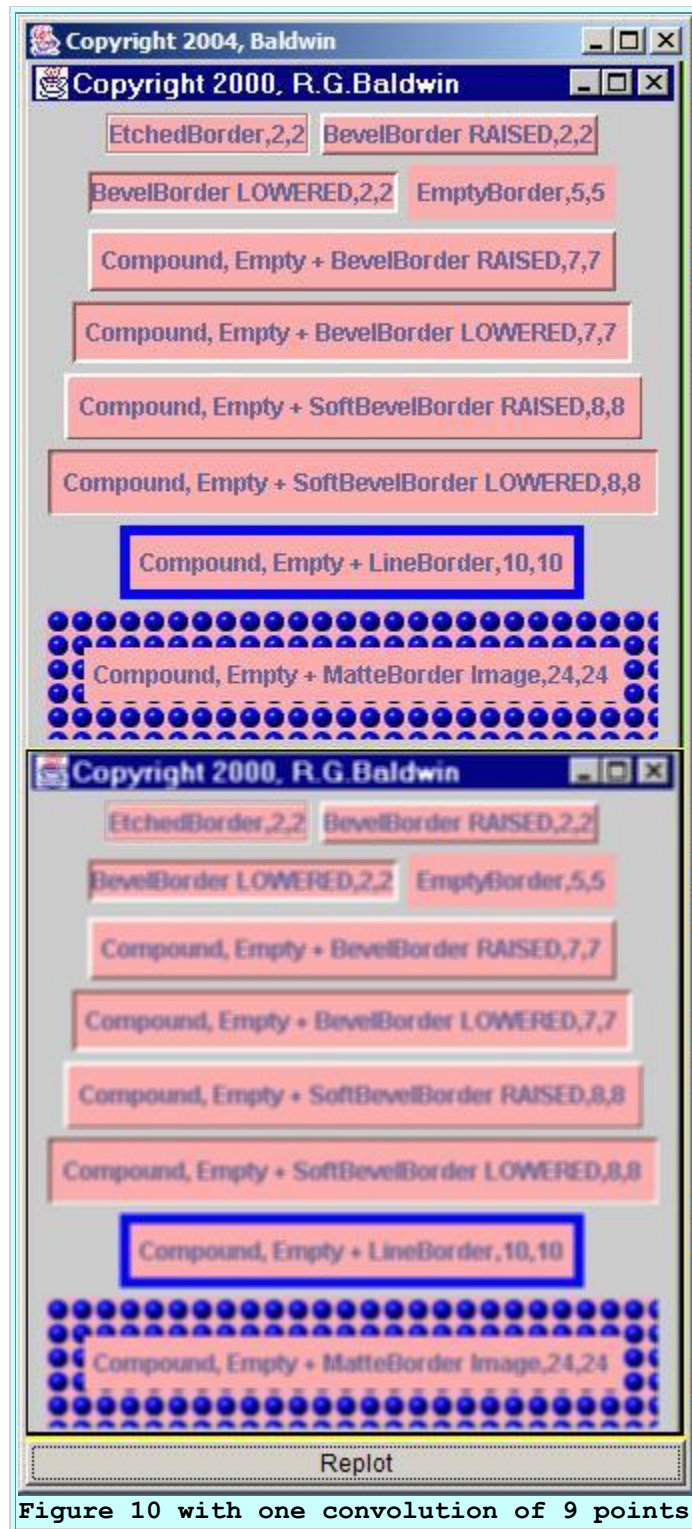 Copyright 2004, Baldwin
Copyright 2000, R.G.Baldwin
EtchedBorder,2,2 BevelBorder RAISED,2,2
BevelBorder LOWERED,2,2 EmptyBorder,5,5
Compound, Empty + BevelBorder RAISED,7,7
Compound, Empty + BevelBorder LOWERED,7,7
Compound, Empty + SoftBevelBorder RAISED,8,8
Compound, Empty + SoftBevelBorder LOWERED,8,8
Compound, Empty + LineBorder,10,10
Compound, Empty + MatteBorder Image,24,24
Copyright 2000, R.G.Baldwin
EtchedBorder,2,2 BevelBorder RAISED,2,2
BevelBorder LOWERED,2,2 EmptyBorder,5,5
Compound, Empty + BevelBorder RAISED,7,7
Compound, Empty + BevelBorder LOWERED,7,7
Compound, Empty + SoftBevelBorder RAISED,8,8
Compound, Empty + SoftBevelBorder LOWERED,8,8
Compound, Empty + LineBorder,10,10
Compound, Empty + MatteBorder Image,24,24
Replot
Figure 10 with one convolution of 9 points